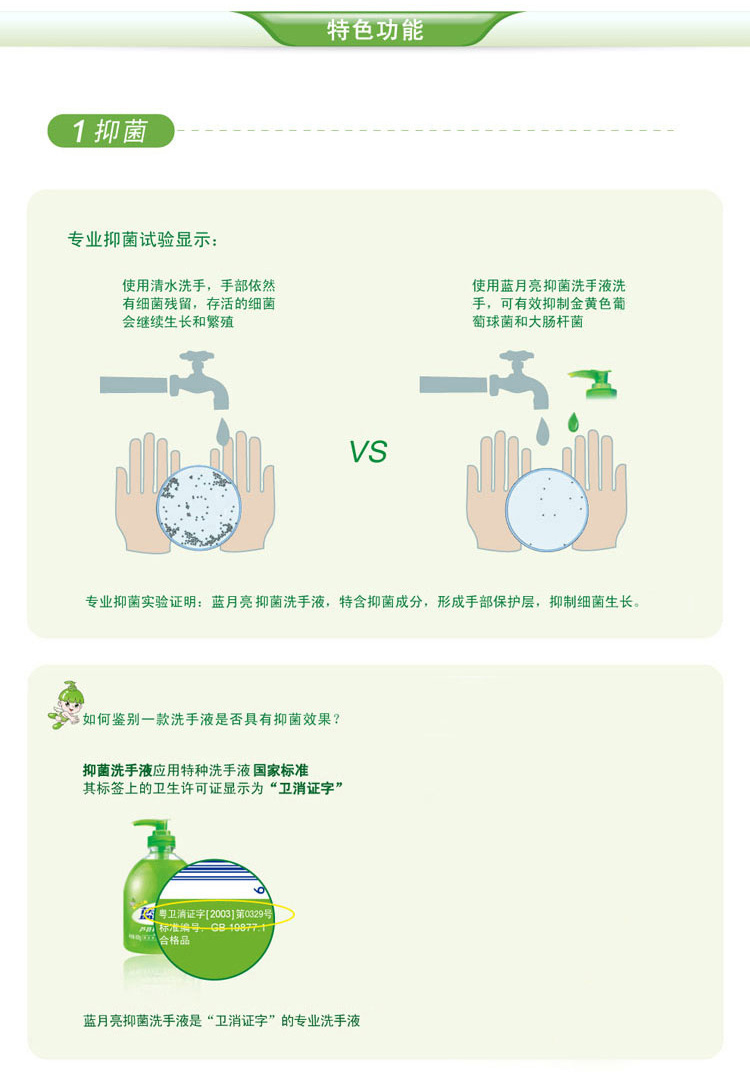 特色功能
1 抑菌
专业抑菌试验显示：
使用清水洗手，手部依然
有细菌残留，存活的细菌
会继续生长和繁殖
使用蓝月亮抑菌洗手液洗
手，可有效抑制金黄色葡
萄球菌和大肠杆菌
VS
专业抑菌实验证明：蓝月亮抑菌洗手液，特含抑菌成分，形成手部保护层，抑制细菌生长。
如何鉴别一款洗手液是否具有抑菌效果？
抑菌洗手液应用特种洗手液国家标准
其标签上的卫生许可证显示为“卫消证字”
粤卫消证字[2003]第0329号
标准编号：GB 19877.1
合格品
蓝月亮抑菌洗手液是“卫消证字”的专业洗手液